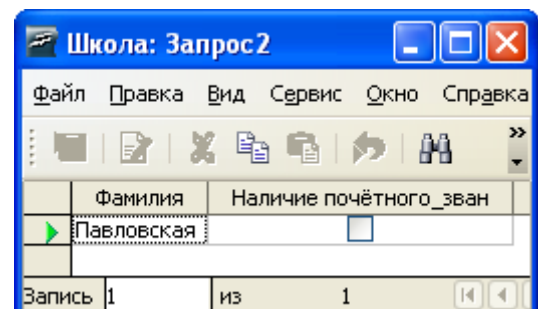 Школа: Запрос2
Файл Правка Вид Сервис Окно Справка
»
Фамилия Наличие почётного_зван
Павловская
Запись 1 из 1